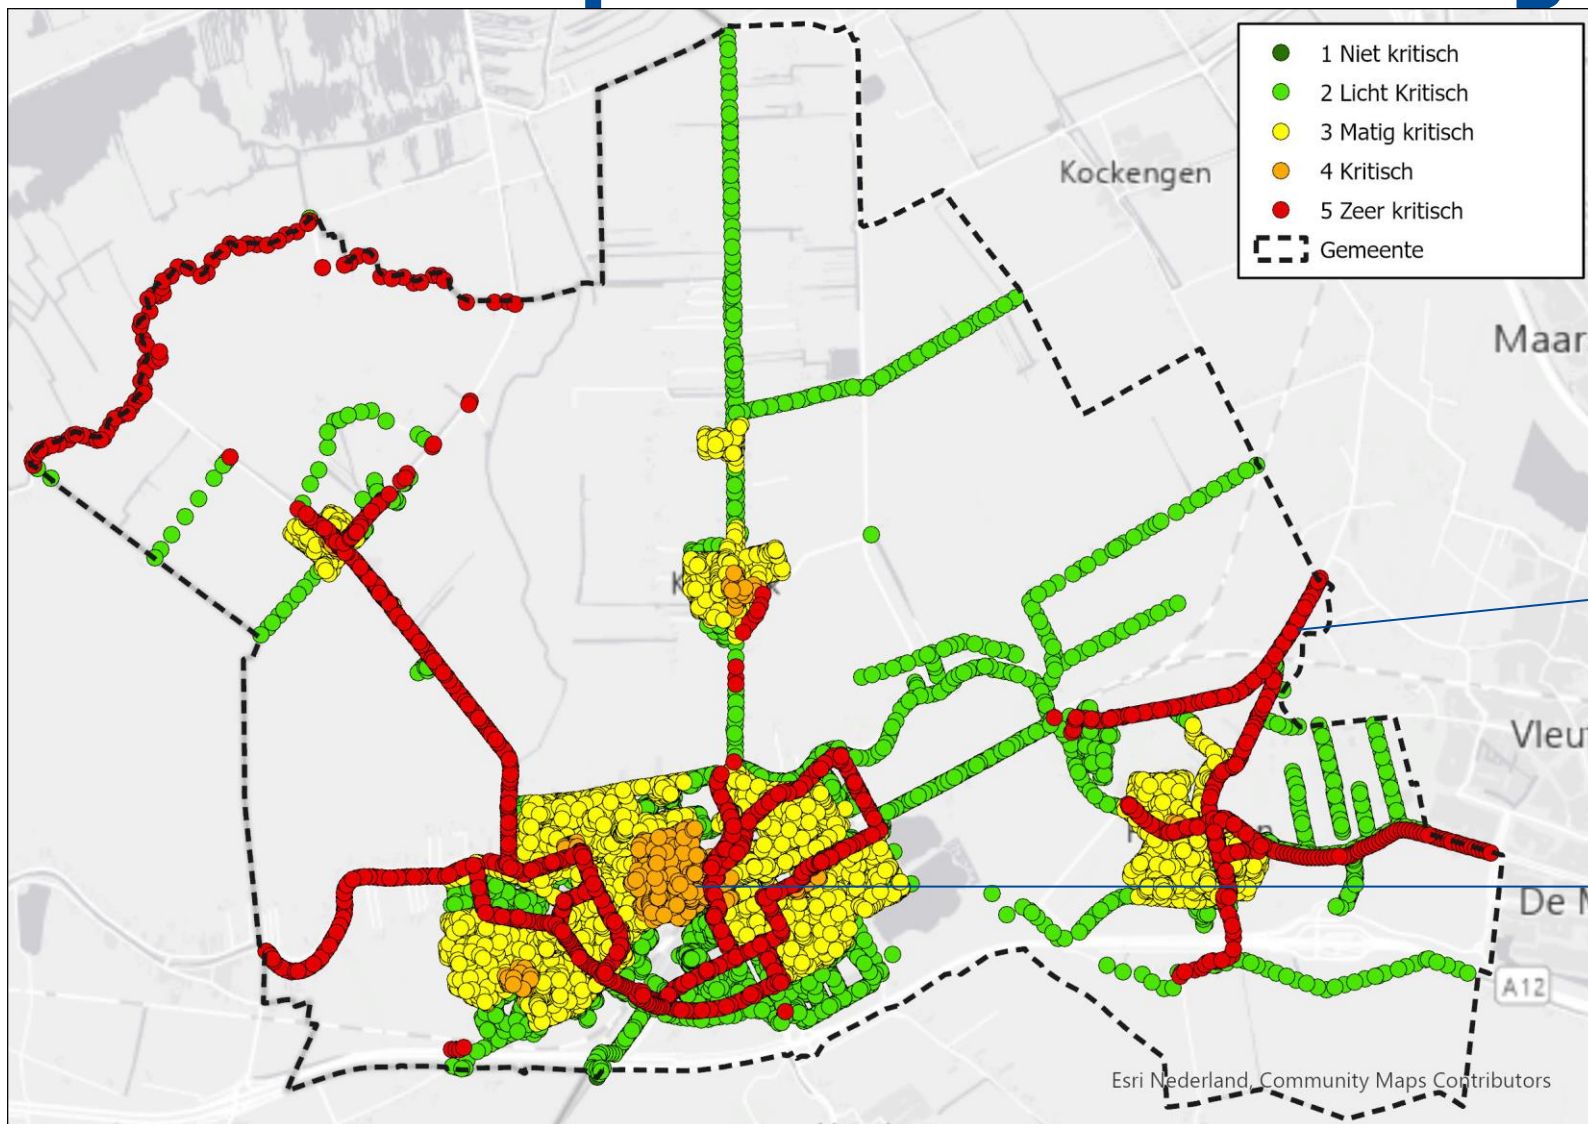 1 Niet kritisch
2 Licht Kritisch
3 Matig kritisch
4 Kritisch
5 Zeer kritisch
Gemeente
Kockengen
Maar
Vleut
De M
A12
Esri Nederland, Community Maps Contributors